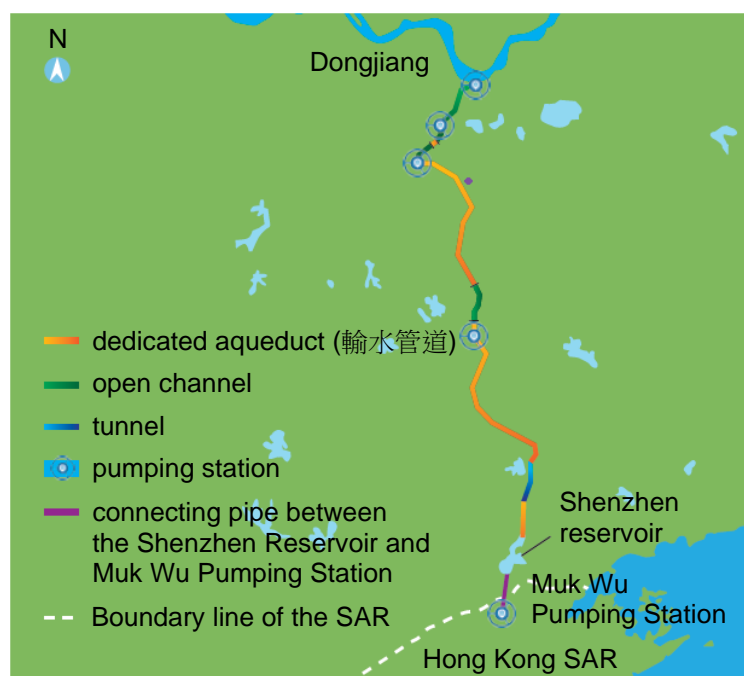 N
Dongjiang
dedicated aqueduct (輸水管道)
open channel
tunnel
pumping station
connecting pipe between
the Shenzhen Reservoir and
Muk Wu Pumping Station
Boundary line of the SAR
Shenzhen
reservoir
Muk Wu
Pumping Station
Hong Kong SAR